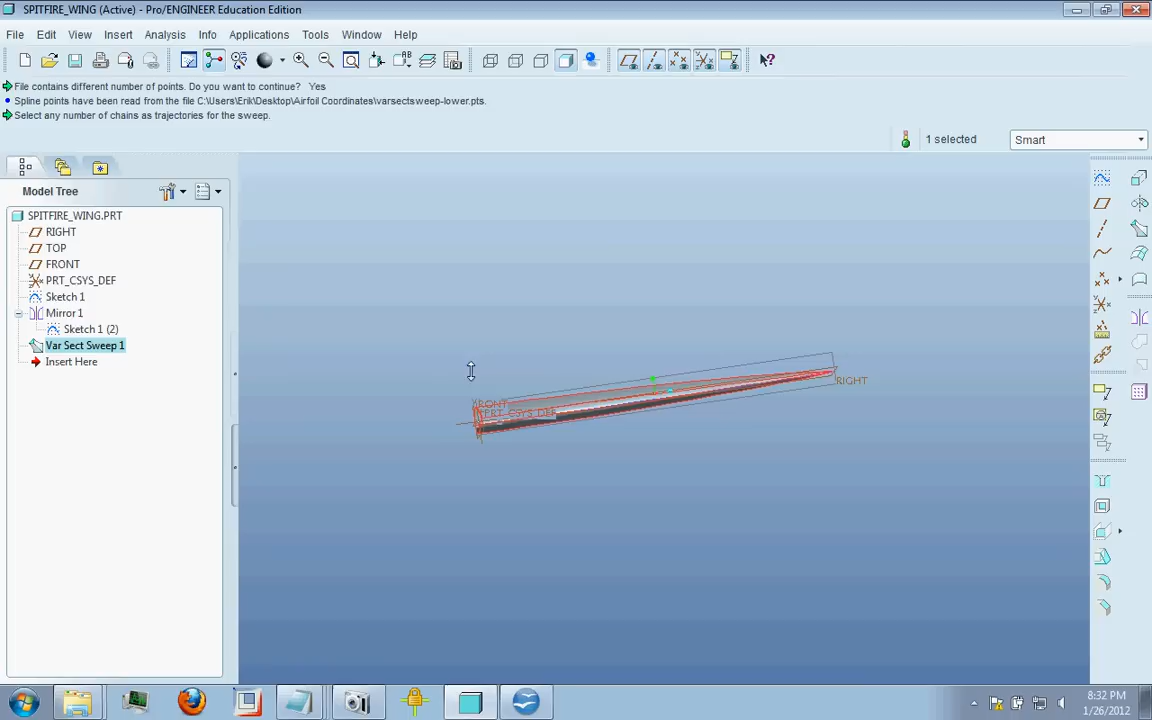 SPITFIRE_WING (Active) - Pro/ENGINEER Education Edition
File Edit View Insert Analysis Info Applications Tools Window Help
File contains different number of points. Do you want to continue? Yes
Spline points have been read from the file C:\Users\Erik\Desktop\Airfoil Coordinates\varsectsweep-lower.pts.
Select any number of chains as trajectories for the sweep.
1 selected
Smart
Model Tree
SPITFIRE_WING.PRT
RIGHT
TOP
FRONT
PRT_CSYS_DEF
Sketch 1
Mirror 1
Sketch 1 (2)
Var Sect Sweep 1
Insert Here
RIGHT
FRONT
PRT_CSYS_DEF
8:32 PM
1/26/2012